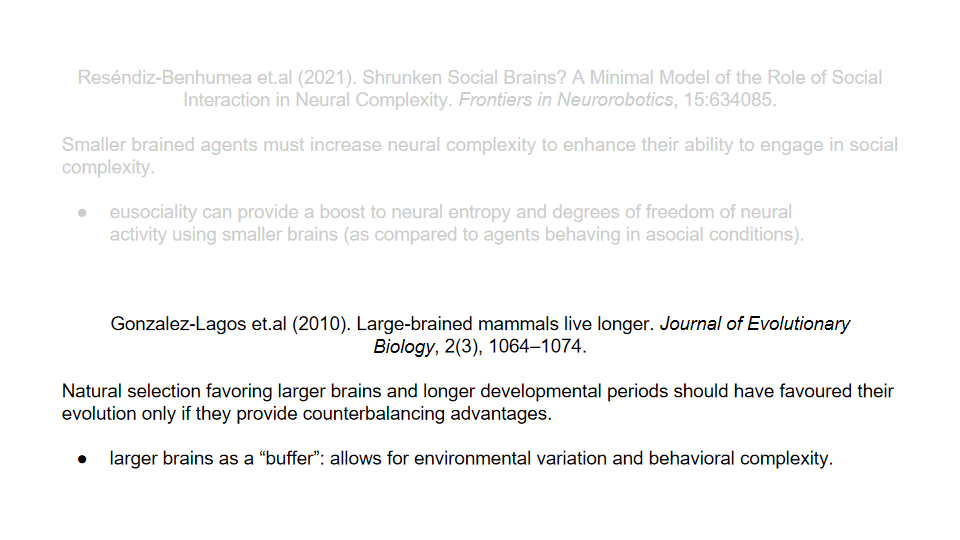 Reséndiz-Benhumea et.al (2021). Shrunken Social Brains? A Minimal Model of the Role of Social
Interaction in Neural Complexity. Frontiers in Neurorobotics, 15:634085.
Smaller brained agents must increase neural complexity to enhance their ability to engage in social
complexity.
● eusociality can provide a boost to neural entropy and degrees of freedom of neural
activity using smaller brains (as compared to agents behaving in asocial conditions).
Gonzalez-Lagos et.al (2010). Large-brained mammals live longer. Journal of Evolutionary
Biology, 2(3), 1064–1074.
Natural selection favoring larger brains and longer developmental periods should have favoured their
evolution only if they provide counterbalancing advantages.
● larger brains as a “buffer”: allows for environmental variation and behavioral complexity.